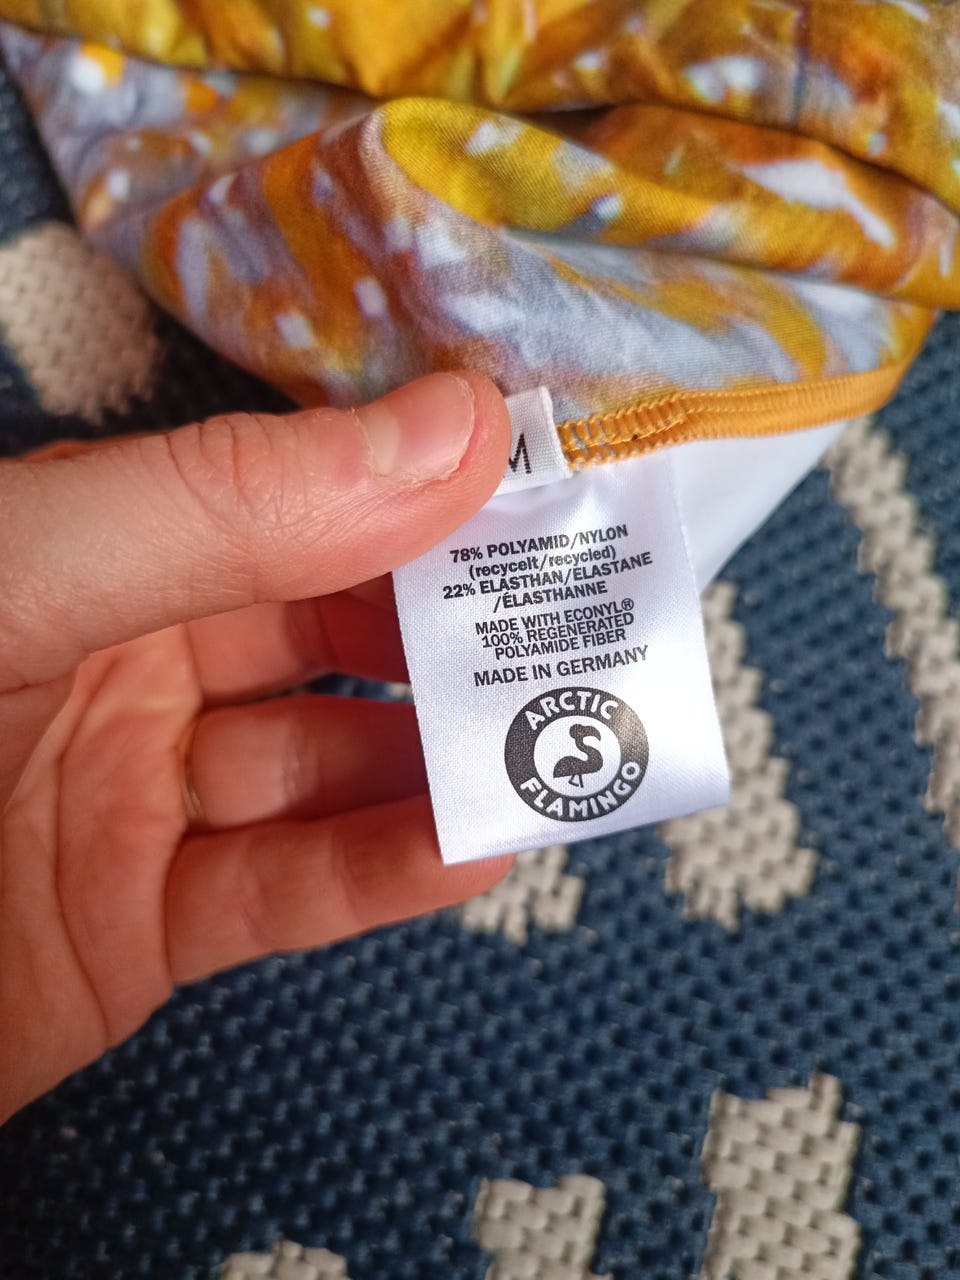 M
78% POLYAMID/NYLON
(recycelt/recycled)
22% ELASTHAN/ELASTANE
/ÉLASTHANNE
MADE WITH ECONYL®
100% REGENERATED
POLYAMIDE FIBER
MADE IN GERMANY
ARCTIC
FLAMINGO